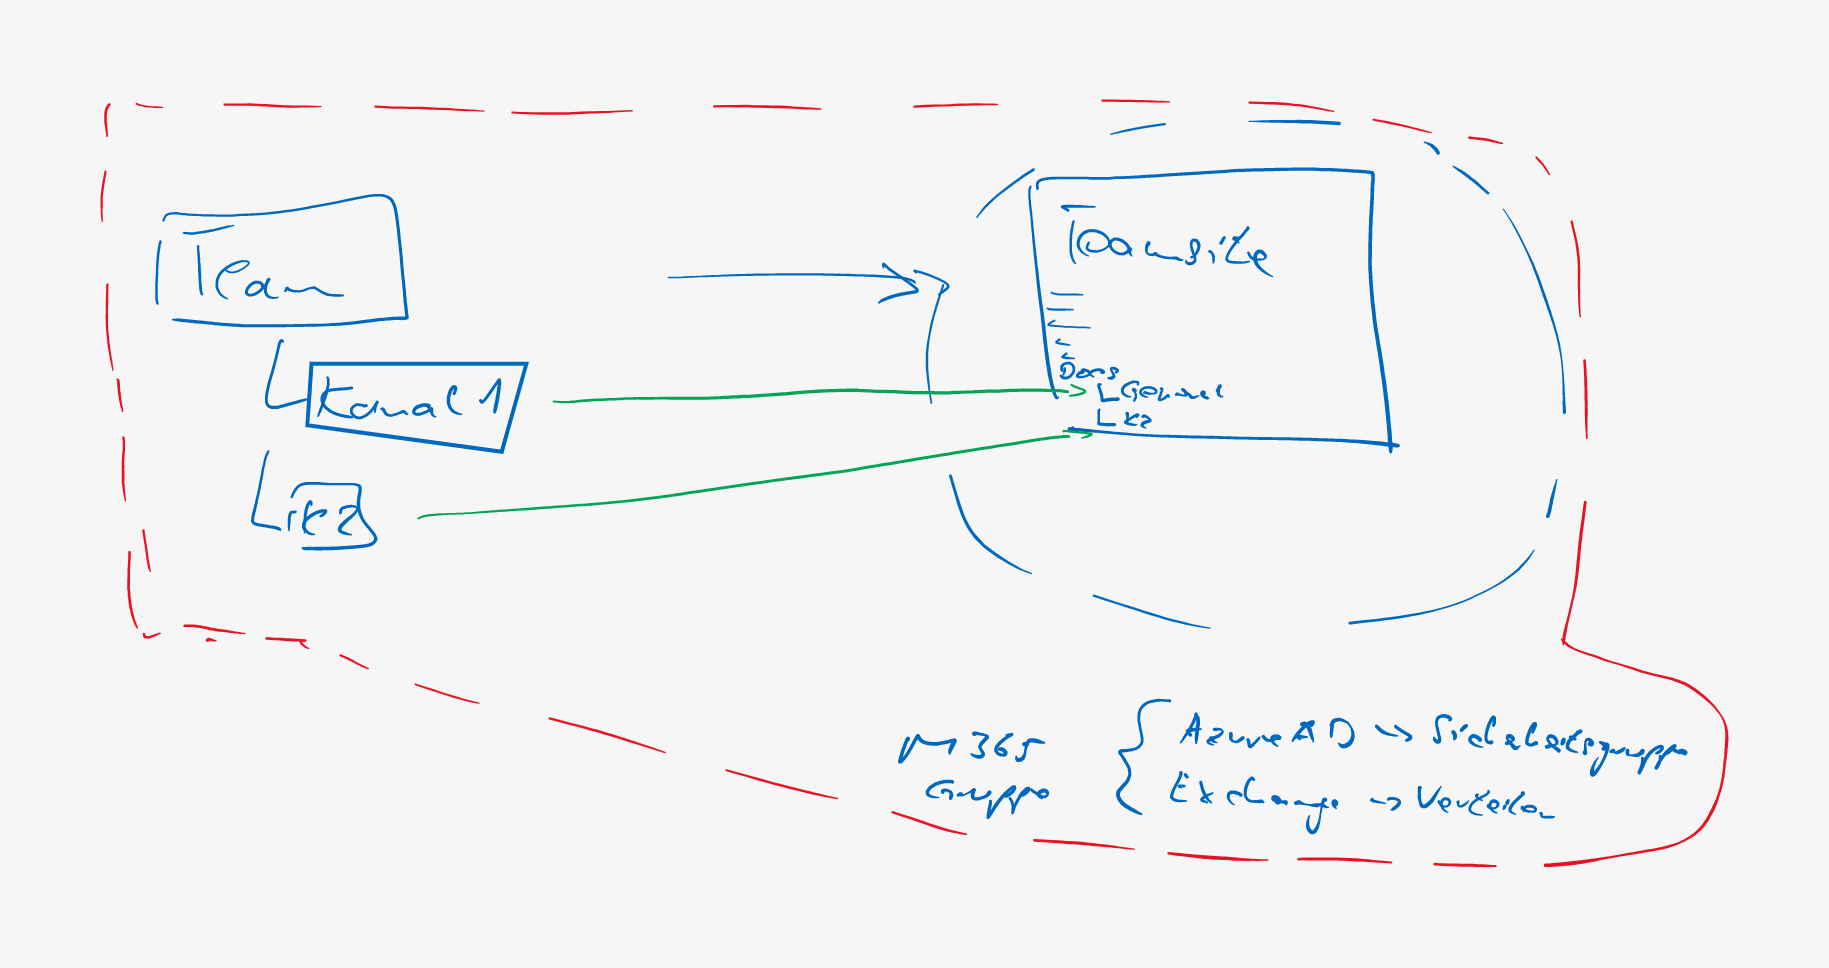 Team
Kanal 1
K2
Teamsite
Docs
General
K2
M365
Gruppe
Azure AD -> Sicherheitsgruppe
Exchange -> Verteiler